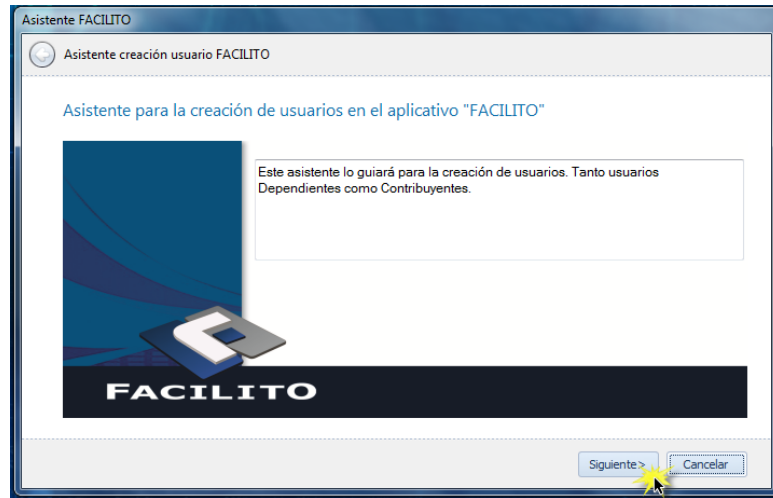 Asistente FACILITO
Asistente creación usuario FACILITO
Asistente para la creación de usuarios en el aplicativo "FACILITO"
Este asistente lo guiará para la creación de usuarios. Tanto usuarios
Dependientes como Contribuyentes.
FACILITO
Siguiente> Cancelar